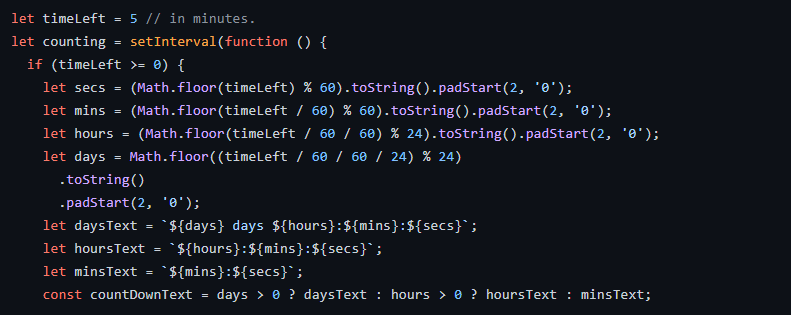 let timeLeft = 5 // in minutes.
let counting = setInterval(function () {
  if (timeLeft >= 0) {
    let secs = (Math.floor(timeLeft) % 60).toString().padStart(2, '0');
    let mins = (Math.floor(timeLeft / 60) % 60).toString().padStart(2, '0');
    let hours = (Math.floor(timeLeft / 60 / 60) % 24).toString().padStart(2, '0');
    let days = Math.floor((timeLeft / 60 / 60 / 24) % 24)
      .toString()
      .padStart(2, '0');
    let daysText = `${days} days ${hours}:${mins}:${secs}`;
    let hoursText = `${hours}:${mins}:${secs}`;
    let minsText = `${mins}:${secs}`;
    const countDownText = days > 0 ? daysText : hours > 0 ? hoursText : minsText;